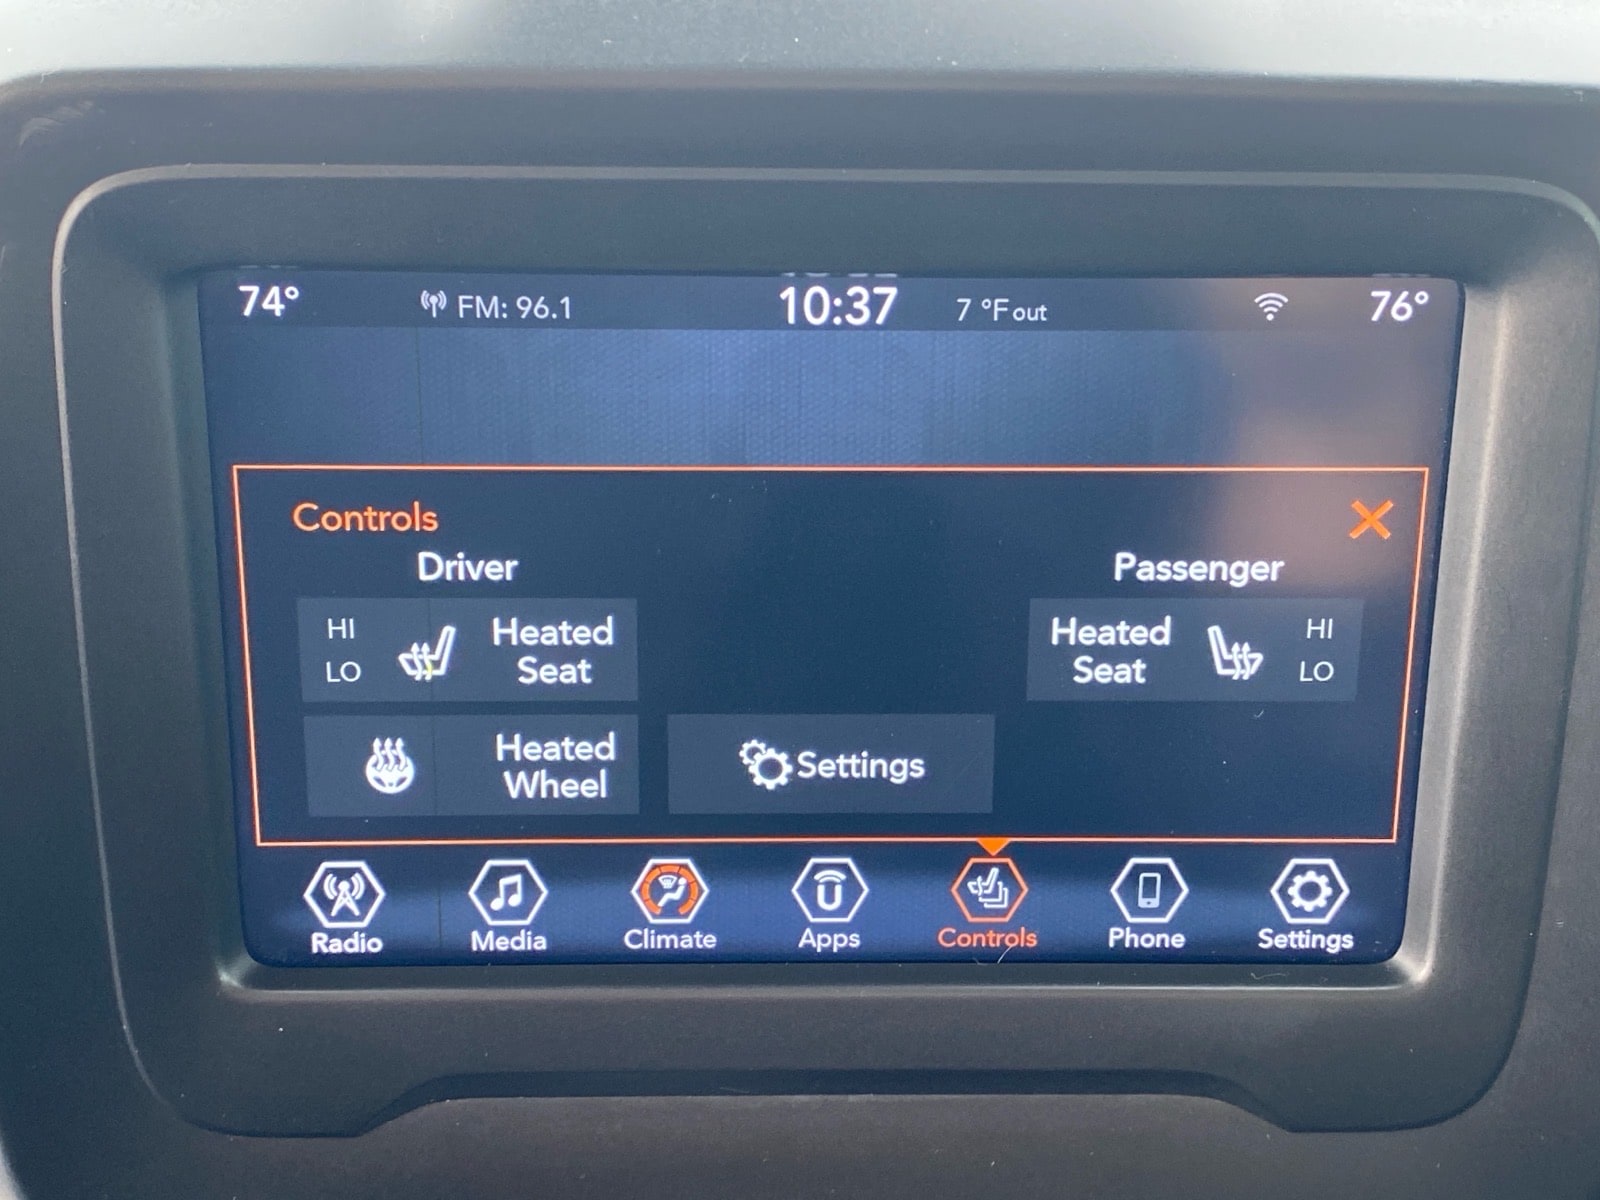 74° FM: 96.1 10:37 7 °F out 76°
Controls
Driver
Passenger
HI
LO
Heated
Seat
Heated
Seat
HI
LO
Heated
Wheel
Settings
Radio Media Climate Apps Controls Phone Settings